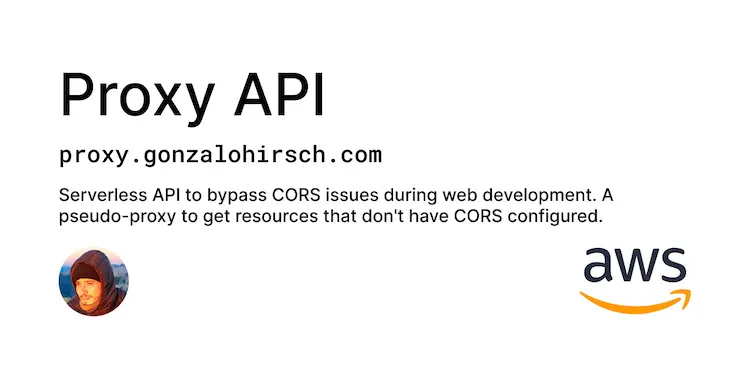 Proxy API
proxy.gonzalohirsch.com
Serverless API to bypass CORS issues during web development. A
pseudo-proxy to get resources that don't have CORS configured.
aws